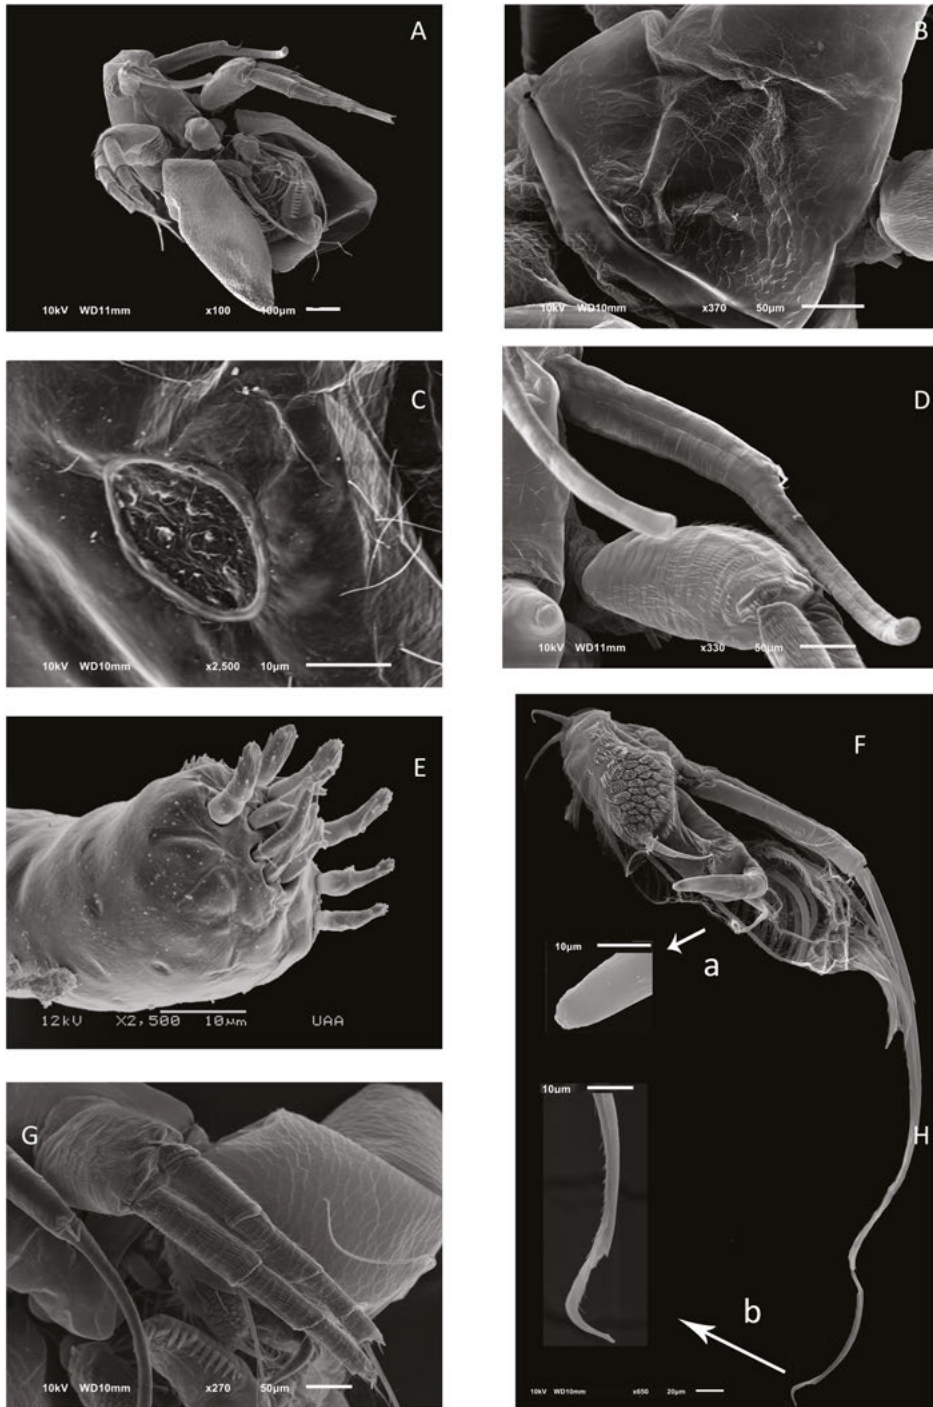 A
10kV WD11mm x100 100µm
B
10kV WD10mm x370 50µm
C
10kV WD10mm x2,500 10µm
D
10kV WD11mm x330 50µm
E
12kV X2,500 10µm UAA
F
10µm
a
10µm
H
b
10kV WD10mm x650 20µm
G
10kV WD10mm x270 50µm